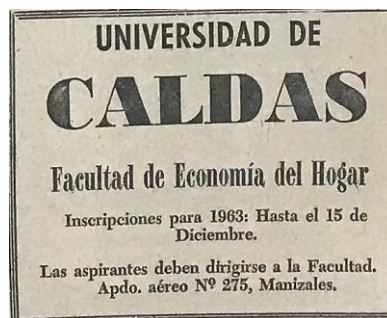 UNIVERSIDAD DE
CALDAS
Facultad de Economía del Hogar
Inscripciones para 1963: Hasta el 15 de
Diciembre.
Las aspirantes deben dirigirse a la Facultad.
Apdo. aéreo Nº 275, Manizales.